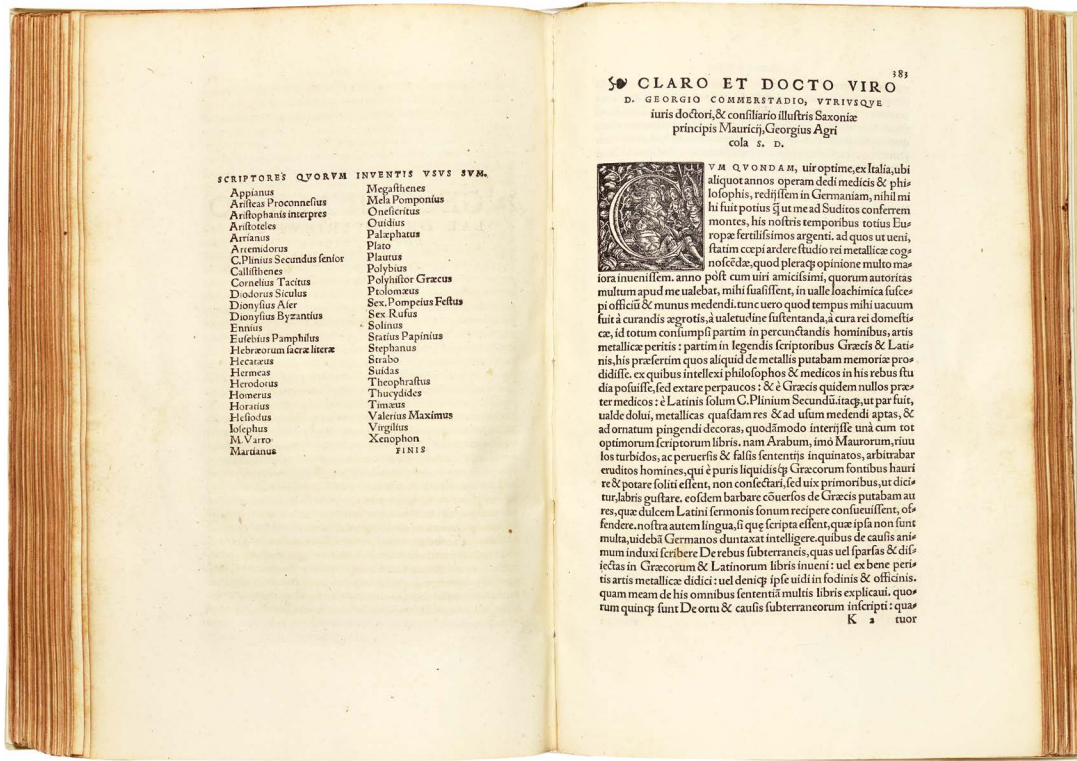 SCRIPTORES QVORVM INVENTIS VSVS SVM.
Appianus
Aristeas Proconnesius
Aristophanis interpres
Aristoteles
Arrianus
Artemidorus
C.Plinius Secundus senior
Callisthenes
Cornelius Tacitus
Diodorus Siculus
Dionysius Afer
Dionysius Byzantius
Ennius
Eusebius Pamphilus
Hebræorum sacræ literæ
Hecatæus
Hermeas
Herodotus
Homerus
Horatius
Hesiodus
Iosephus
M. Varro
Martianus
Megasthenes
Mela Pomponius
Onesicritus
Ouidius
Palæphatus
Plato
Plautus
Polybius
Polyhistor Græcus
Ptolomæus
Sex. Pompeius Festus
Sex Rufus
Solinus
Statius Papinius
Stephanus
Strabo
Suidas
Theophrastus
Thucydides
Timæus
Valerius Maximus
Virgilius
Xenophon
FINIS
383
CLARO ET DOCTO VIRO
D. GEORGIO COMMERSTADIO, VTRIVSQVE
iuris doctori, & consiliario illustris Saxoniæ
principis Mauricij, Georgius Agri
cola S. D.
CVM QVONDAM, uir optime, ex Italia, ubi
aliquot annos operam dedi medicis & phi-
losophis, redijssem in Germaniam, nihil mi
hi fuit potius q̃ ut me ad Suditos conferrem
montes, his nostris temporibus totius Eu-
ropæ fertilissimos argenti. ad quos ut ueni,
statim cœpi ardere studio rei metallicæ cog-
noscẽdæ, quod pleraq; opinione multo ma-
iora inuenissem. anno pòst cum uiri amicissimi, quorum autoritas
multum apud me ualebat, mihi suasissent, in ualle Ioachimica susce-
pi officiũ & munus medendi. tunc uero quod tempus mihi uacuum
fuit à curandis ægrotis, à ualetudine sustentanda, à cura rei domesti-
cæ, id totum consumpsi partim in percunctandis hominibus, artis
metallicæ peritis: partim in legendis scriptoribus Græcis & Lati-
nis, his præsertim quos aliquid de metallis putabam memoriæ pro-
didisse. ex quibus intellexi philosophos & medicos in his rebus stu
dia posuisse, sed extare perpaucos: & è Græcis quidem nullos præ-
ter medicos: è Latinis solum C. Plinium Secundũ. itaq;, ut par fuit,
ualde dolui, metallicas quasdam res & ad usum medendi aptas, &
ad ornatum pingendi decoras, quodãmodo interijsse unà cum tot
optimorum scriptorum libris. nam Arabum, imó Maurorum, riuu
los turbidos, ac peruersis & falsis sententijs inquinatos, arbitrabar
eruditos homines, qui è puris liquidisq́; Græcorum fontibus hauri
re & potare soliti essent, non consectari, sed uix primoribus, ut dici-
tur, labris gustare. eosdem barbare cõuersos de Græcis putabam au
res, quæ dulcem Latini sermonis sonum recipere consueuissent, of-
fendere. nostra autem lingua, si quę scripta essent, quæ ipsa non sunt
multa, uidebã Germanos duntaxat intelligere. quibus de causis ani-
mum induxi scribere De rebus subterraneis, quas uel sparsas & dis-
iectas in Græcorum & Latinorum libris inueni: uel ex bene peri-
tis artis metallicæ didici: uel deniq; ipse uidi in fodinis & officinis.
quam meam de his omnibus sententiã multis libris explicaui. quo-
rum quinq; sunt De ortu & causis subterraneorum inscripti: qua-
K 2 tuor